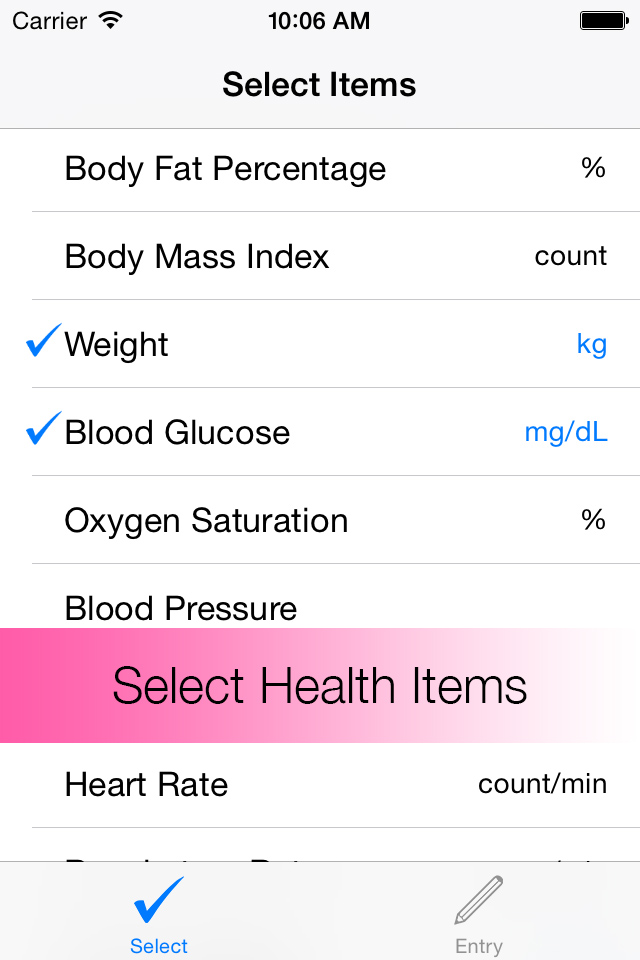 Carrier 10:06 AM
Select Items
Body Fat Percentage %
Body Mass Index count
Weight kg
Blood Glucose mg/dL
Oxygen Saturation %
Blood Pressure
Select Health Items
Heart Rate count/min
Select Entry